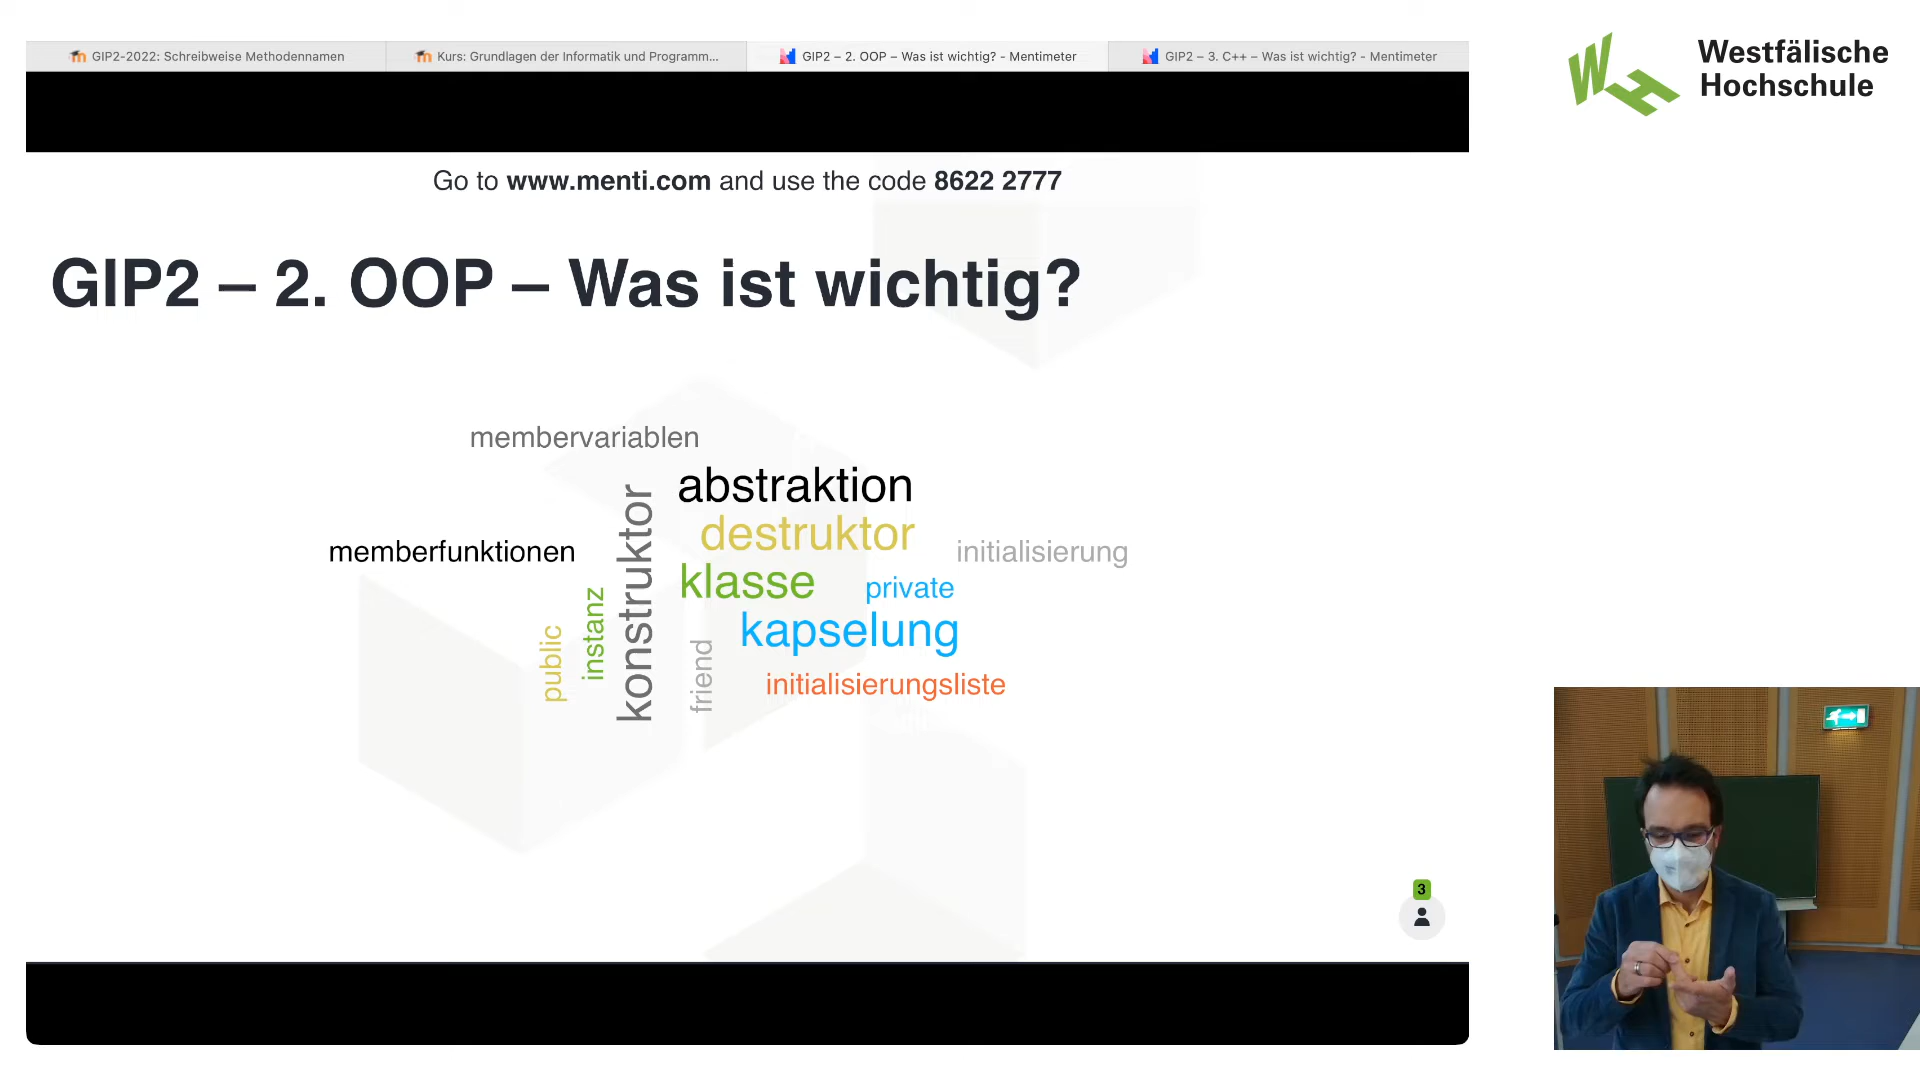 GIP2-2022: Schreibweise Methodennamen
Kurs: Grundlagen der Informatik und Programm...
GIP2 – 2. OOP – Was ist wichtig? - Mentimeter
GIP2 – 3. C++ – Was ist wichtig? - Mentimeter
Westfälische
Hochschule
Go to www.menti.com and use the code 8622 2777
GIP2 – 2. OOP – Was ist wichtig?
membervariablen
abstraktion
destruktor
memberfunktionen
initialisierung
klasse
private
konstruktor
instanz
public
kapselung
friend
initialisierungsliste
3